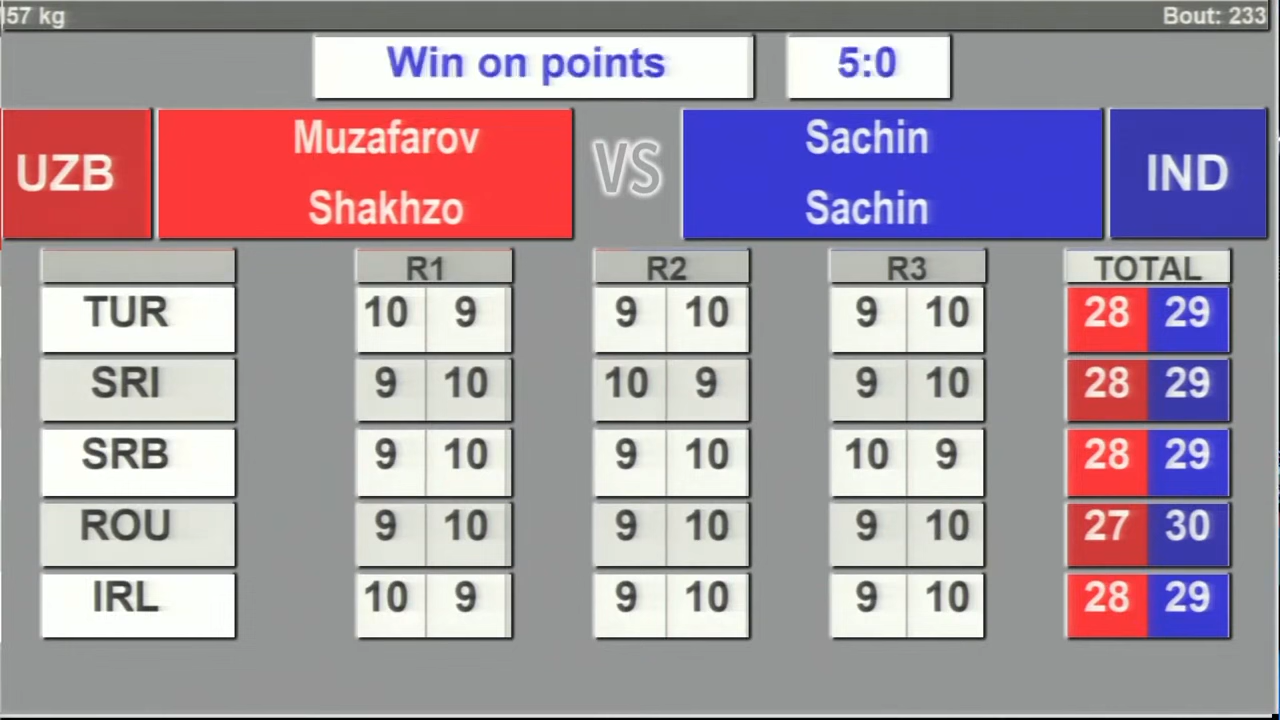 57 kg Bout: 233
Win on points 5:0
UZB Muzafarov Shakhzo VS Sachin Sachin IND
R1 R2 R3 TOTAL
TUR 10 9 9 10 9 10 28 29
SRI 9 10 10 9 9 10 28 29
SRB 9 10 9 10 10 9 28 29
ROU 9 10 9 10 9 10 27 30
IRL 10 9 9 10 9 10 28 29